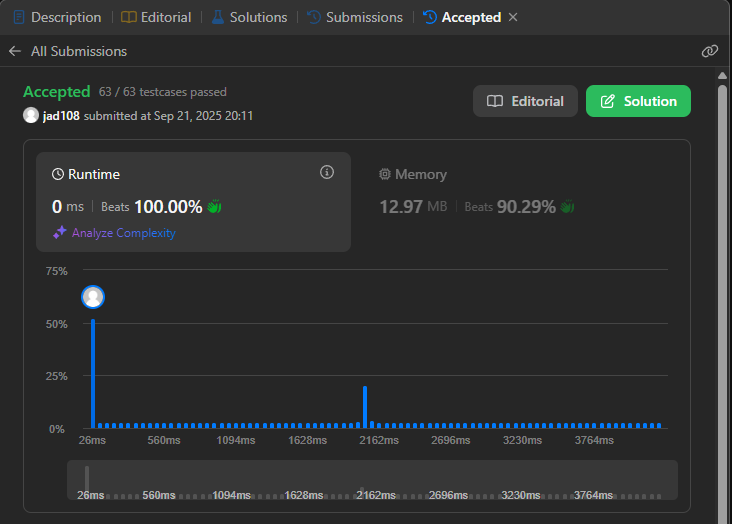 Description Editorial Solutions Submissions Accepted
All Submissions
Accepted 63 / 63 testcases passed
jad108 submitted at Sep 21, 2025 20:11
Editorial
Solution
Runtime
0 ms Beats 100.00%
Analyze Complexity
Memory
12.97 MB Beats 90.29%
75%
50%
25%
0%
26ms 560ms 1094ms 1628ms 2162ms 2696ms 3230ms 3764ms
26ms 560ms 1094ms 1628ms 2162ms 2696ms 3230ms 3764ms